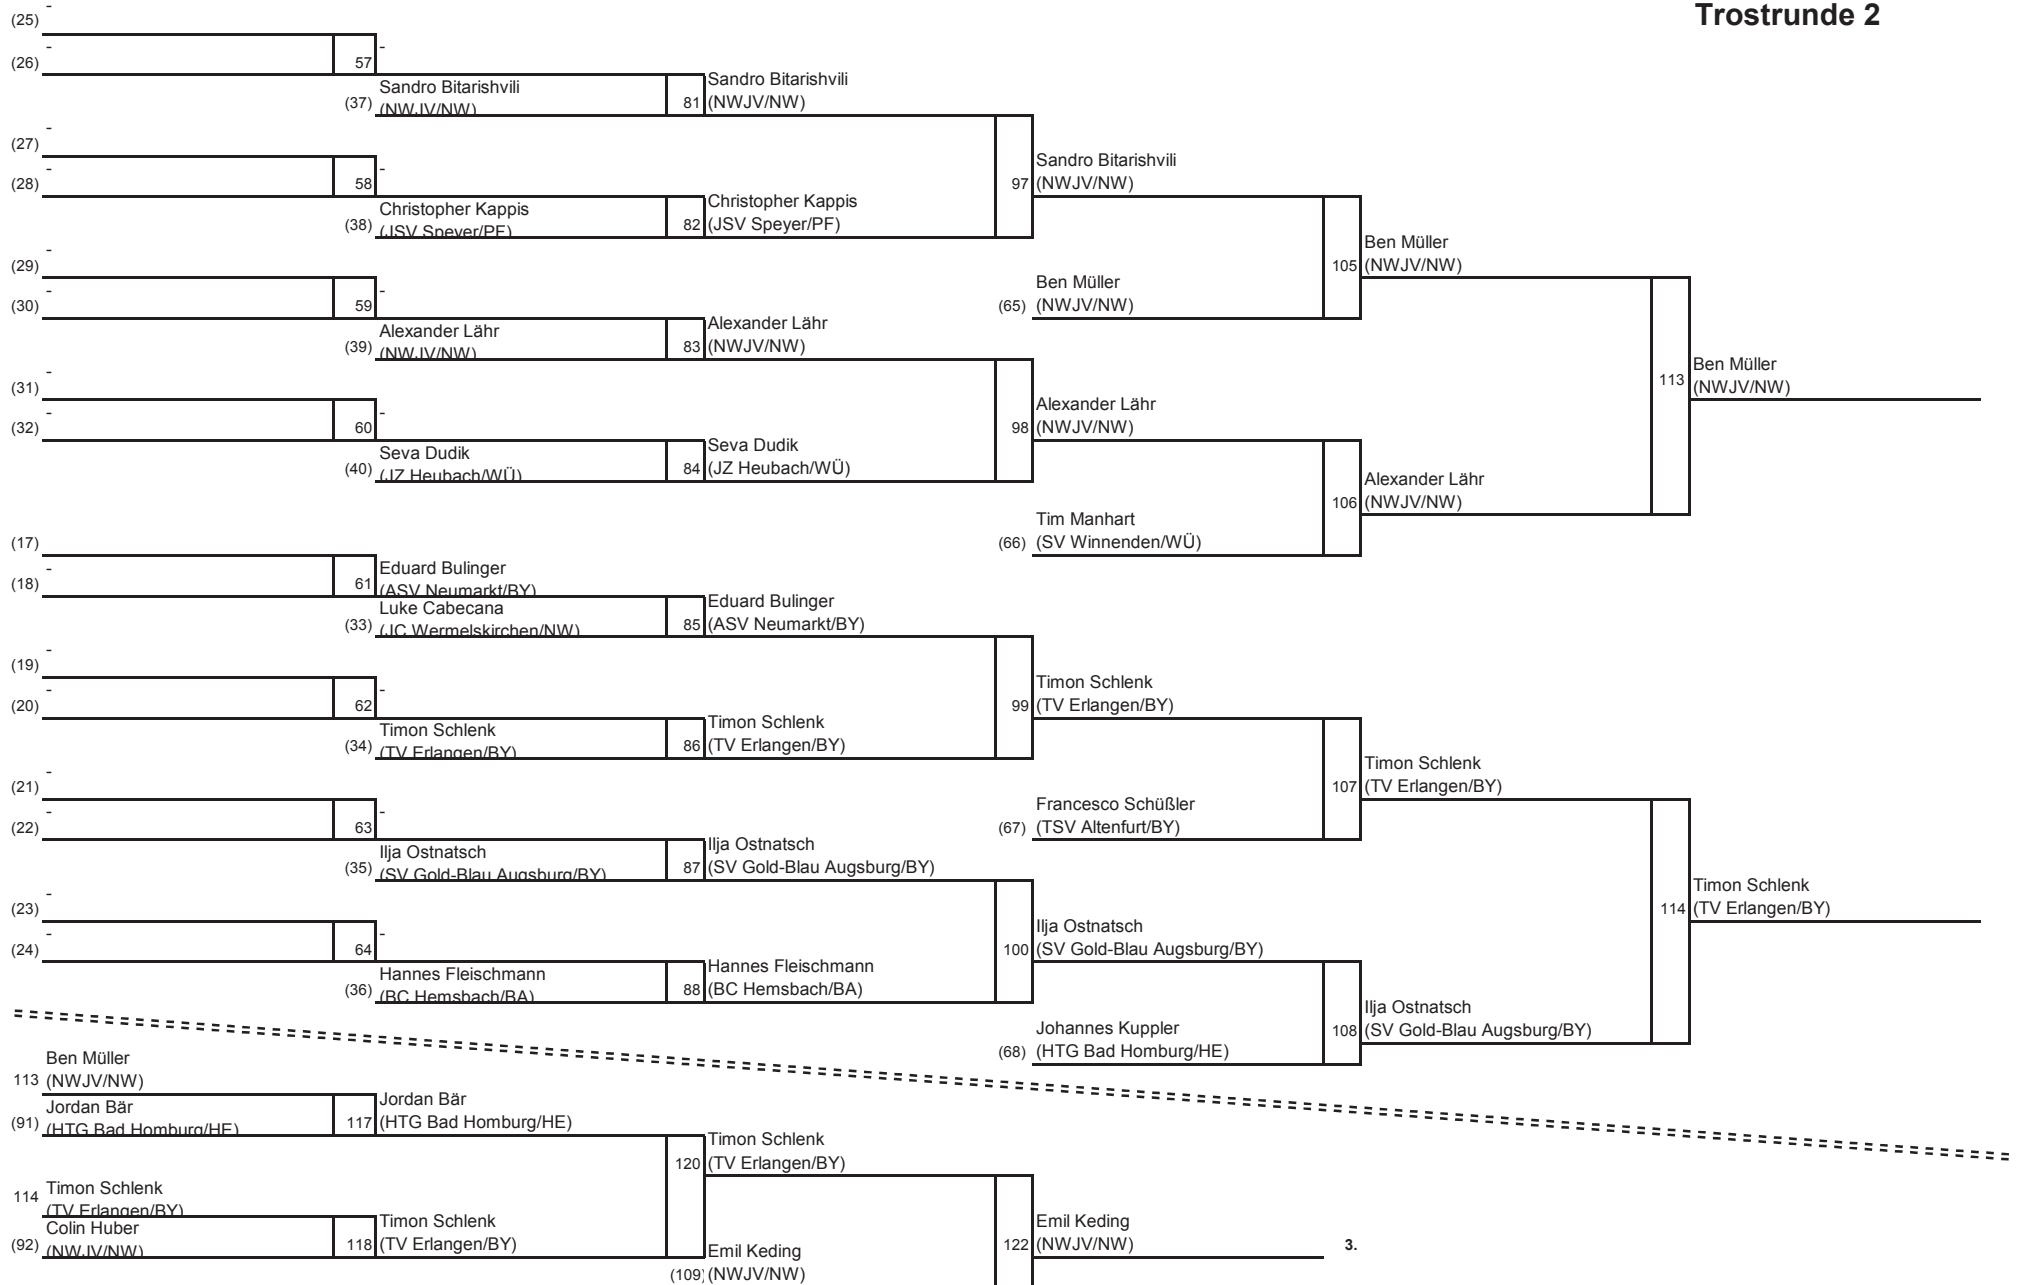 Trostrunde 2
-
(25)
-
(26)
57
-
(37)
Sandro Bitarishvili
(NWJV/NW)
81
Sandro Bitarishvili
(NWJV/NW)
-
(27)
-
(28)
58
-
(38)
Christopher Kappis
(JSV Speyer/PF)
82
Christopher Kappis
(JSV Speyer/PF)
97
Sandro Bitarishvili
(NWJV/NW)
-
(29)
-
(30)
59
-
(39)
Alexander Lähr
(NWJV/NW)
83
Alexander Lähr
(NWJV/NW)
(65)
Ben Müller
(NWJV/NW)
105
Ben Müller
(NWJV/NW)
-
(31)
-
(32)
60
-
(40)
Seva Dudik
(JZ Heubach/WÜ)
84
Seva Dudik
(JZ Heubach/WÜ)
98
Alexander Lähr
(NWJV/NW)
(66)
Tim Manhart
(SV Winnenden/WÜ)
106
Alexander Lähr
(NWJV/NW)
113
Ben Müller
(NWJV/NW)
(17)
-
(18)
61
Eduard Bulinger
(ASV Neumarkt/BY)
(33)
Luke Cabecana
(JC Wermelskirchen/NW)
85
Eduard Bulinger
(ASV Neumarkt/BY)
-
(19)
-
(20)
62
-
(34)
Timon Schlenk
(TV Erlangen/BY)
86
Timon Schlenk
(TV Erlangen/BY)
99
Timon Schlenk
(TV Erlangen/BY)
-
(21)
-
(22)
63
-
(35)
Ilja Ostnatsch
(SV Gold-Blau Augsburg/BY)
87
Ilja Ostnatsch
(SV Gold-Blau Augsburg/BY)
(67)
Francesco Schüßler
(TSV Altenfurt/BY)
107
Timon Schlenk
(TV Erlangen/BY)
-
(23)
-
(24)
64
-
(36)
Hannes Fleischmann
(BC Hemsbach/BA)
88
Hannes Fleischmann
(BC Hemsbach/BA)
100
Ilja Ostnatsch
(SV Gold-Blau Augsburg/BY)
(68)
Johannes Kuppler
(HTG Bad Homburg/HE)
108
Ilja Ostnatsch
(SV Gold-Blau Augsburg/BY)
114
Timon Schlenk
(TV Erlangen/BY)
113
Ben Müller
(NWJV/NW)
(91)
Jordan Bär
(HTG Bad Homburg/HE)
117
Jordan Bär
(HTG Bad Homburg/HE)
114
Timon Schlenk
(TV Erlangen/BY)
(92)
Colin Huber
(NWJV/NW)
118
Timon Schlenk
(TV Erlangen/BY)
120
Timon Schlenk
(TV Erlangen/BY)
(109)
Emil Keding
(NWJV/NW)
122
Emil Keding
(NWJV/NW)
3.